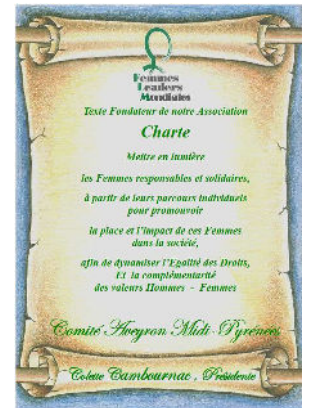 Femmes
Leaders
Mondiales
Texte Fondateur de notre Association
Charte
Mettre en lumière
les Femmes responsables et solidaires,
à partir de leurs parcours individuels
pour promouvoir
la place et l'impact de ces Femmes
dans la société,
afin de dynamiser l'Egalité des Droits,
Et la complémentarité
des valeurs Hommes - Femmes
Comité Aveyron Midi-Pyrénées
Colette Cambournac, Présidente